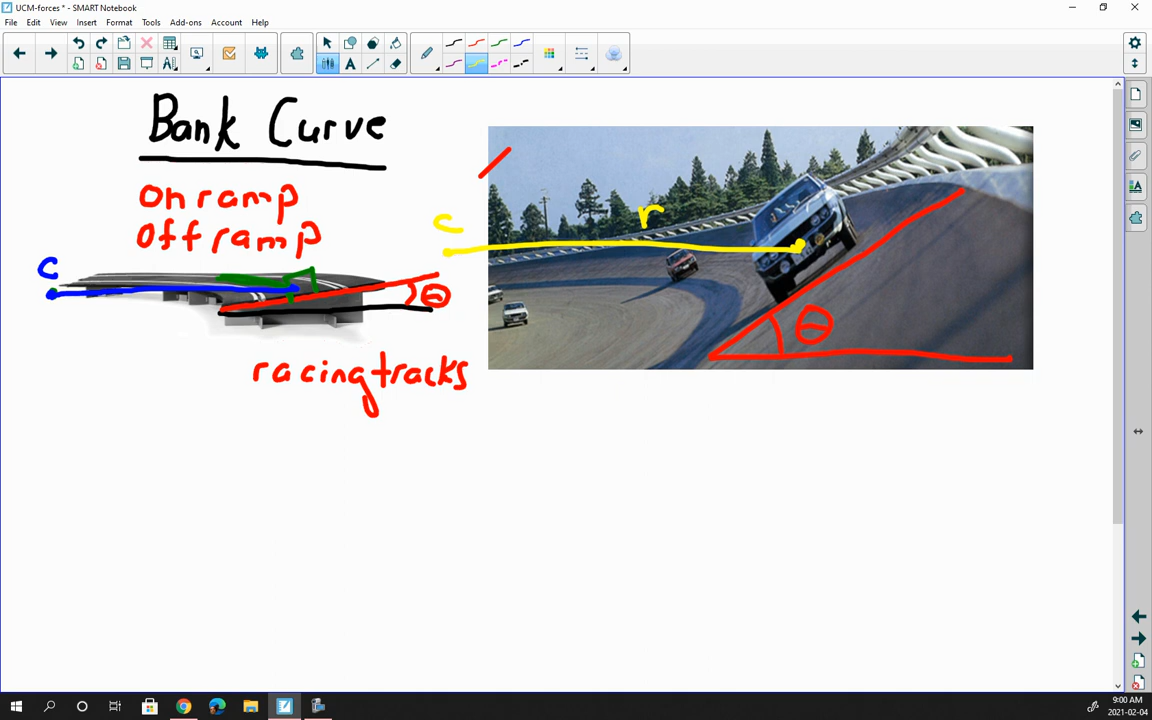 UCM-forces * - SMART Notebook
File Edit View Insert Format Tools Add-ons Account Help
Bank Curve
on ramp
off ramp
C
θ
racing tracks
C
r
θ
9:00 AM
2021-02-04